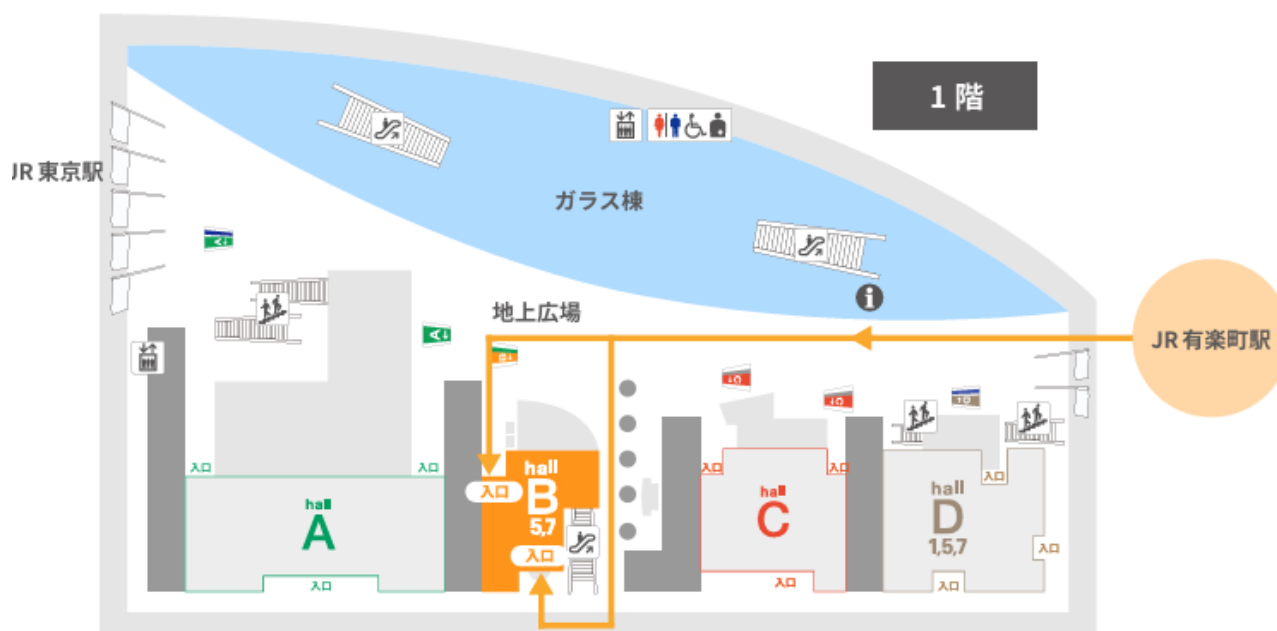 1階
JR 東京駅
ガラス棟
地上広場
JR 有楽町駅
入口
入口
hall
A
入口
hall
B
5,7
入口
入口
入口
入口
hall
C
入口
hall
D
1,5,7
入口
入口
入口